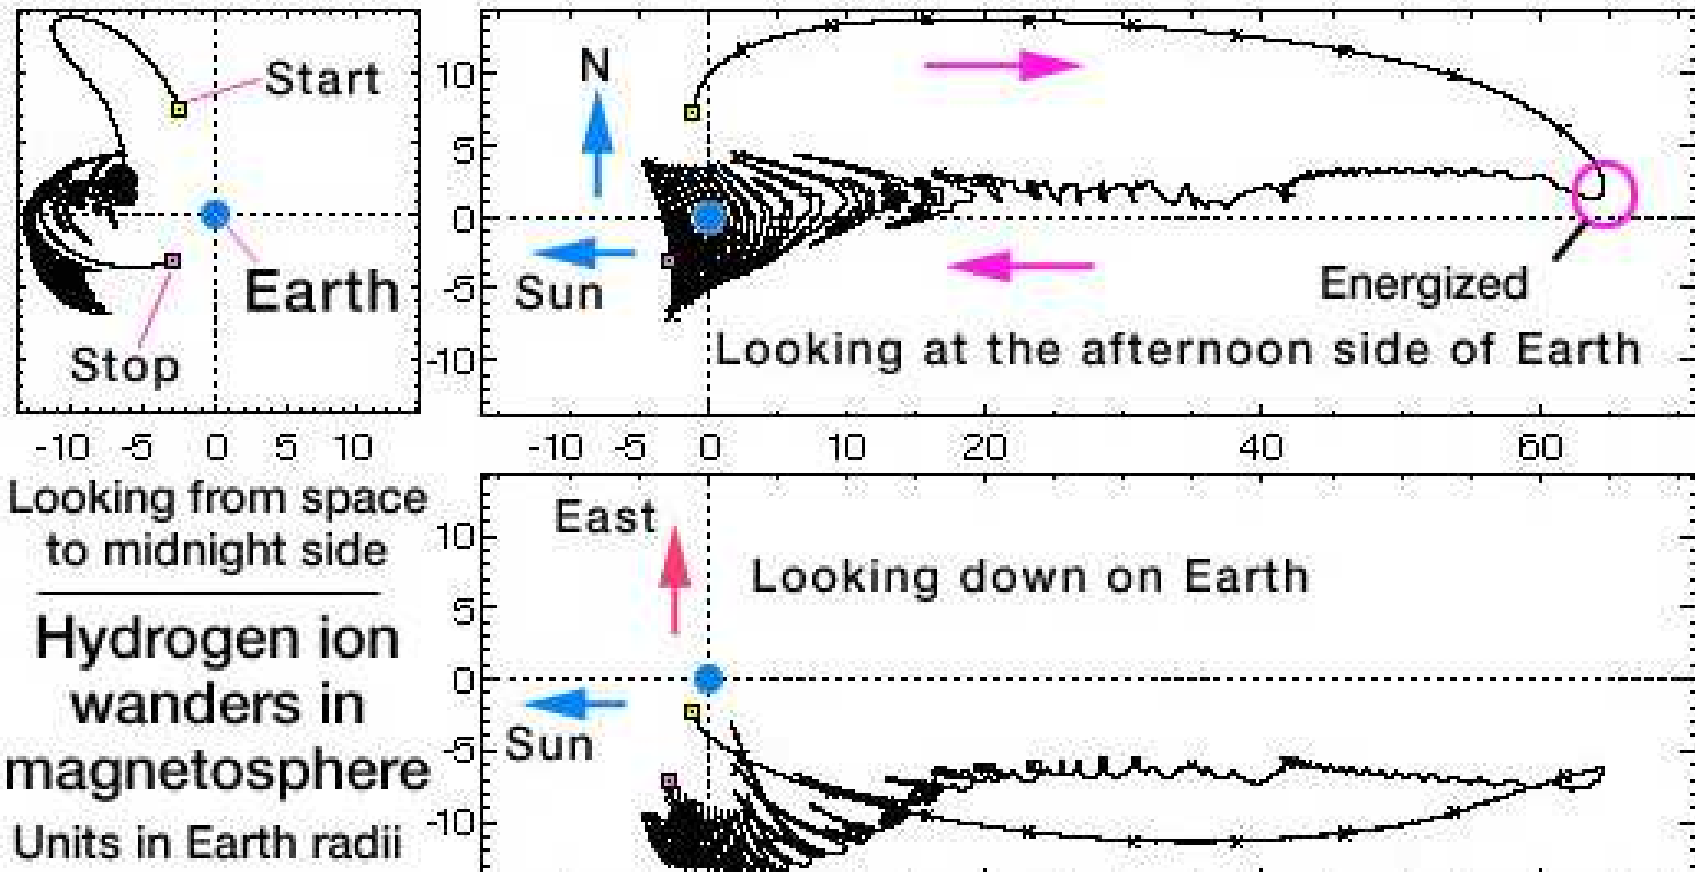 Start
Earth
Stop
-10 -5 0 5 10
Looking from space
to midnight side
Hydrogen ion
wanders in
magnetosphere
Units in Earth radii
10
5
0
-5
-10
N
Sun
Energized
Looking at the afternoon side of Earth
-10 -5 0 10 20 40 60
10
5
0
-5
-10
East
Looking down on Earth
Sun